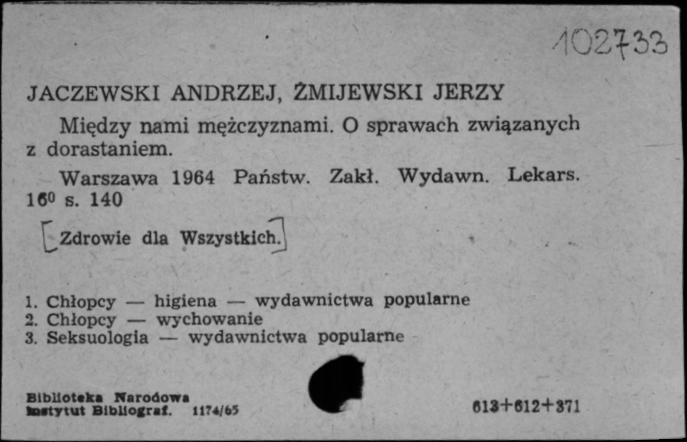 102733
JACZEWSKI ANDRZEJ, ŻMIJEWSKI JERZY
Między nami mężczyznami. O sprawach związanych
z dorastaniem.
Warszawa 1964 Państw. Zakł. Wydawn. Lekars.
16⁰ s. 140
[Zdrowie dla Wszystkich.]
1. Chłopcy — higiena — wydawnictwa popularne
2. Chłopcy — wychowanie
3. Seksuologia — wydawnictwa popularne
Biblioteka Narodowa
Instytut Bibliograf. 1174/65
613+612+371